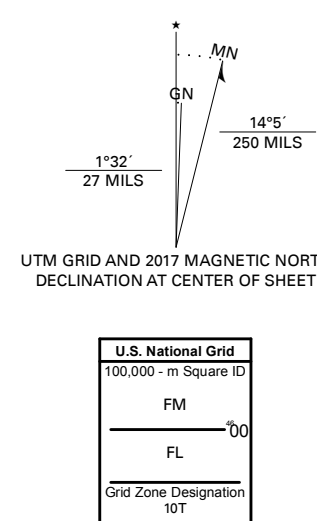 ★
MN
GN
14°5´
250 MILS
1°32´
27 MILS
UTM GRID AND 2017 MAGNETIC NORT
DECLINATION AT CENTER OF SHEET
U.S. National Grid
100,000 - m Square ID
FM
⁴⁶00
FL
Grid Zone Designation
10T